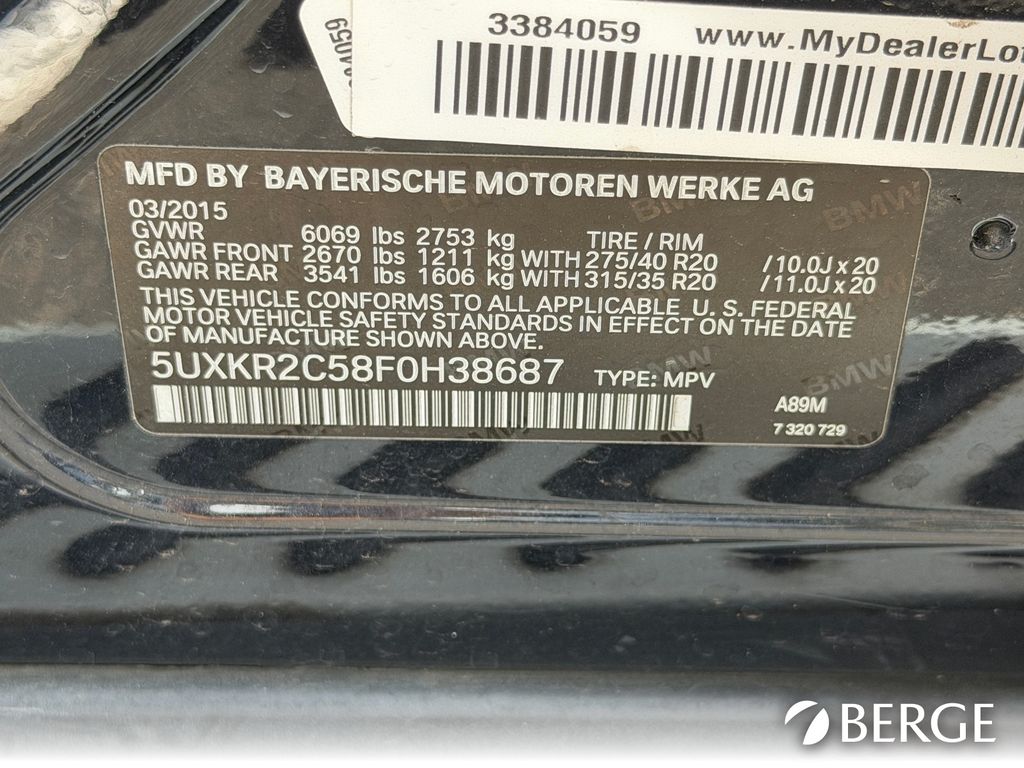 3384059 www.MyDealerLo
MFD BY BAYERISCHE MOTOREN WERKE AG
03/2015
GVWR 6069 lbs 2753 kg TIRE / RIM
GAWR FRONT 2670 lbs 1211 kg WITH 275/40 R20 /10.0J x 20
GAWR REAR 3541 lbs 1606 kg WITH 315/35 R20 /11.0J x 20
THIS VEHICLE CONFORMS TO ALL APPLICABLE U. S. FEDERAL
MOTOR VEHICLE SAFETY STANDARDS IN EFFECT ON THE DATE
OF MANUFACTURE SHOWN ABOVE.
5UXKR2C58F0H38687 TYPE: MPV
A89M
7 320 729
BERGE